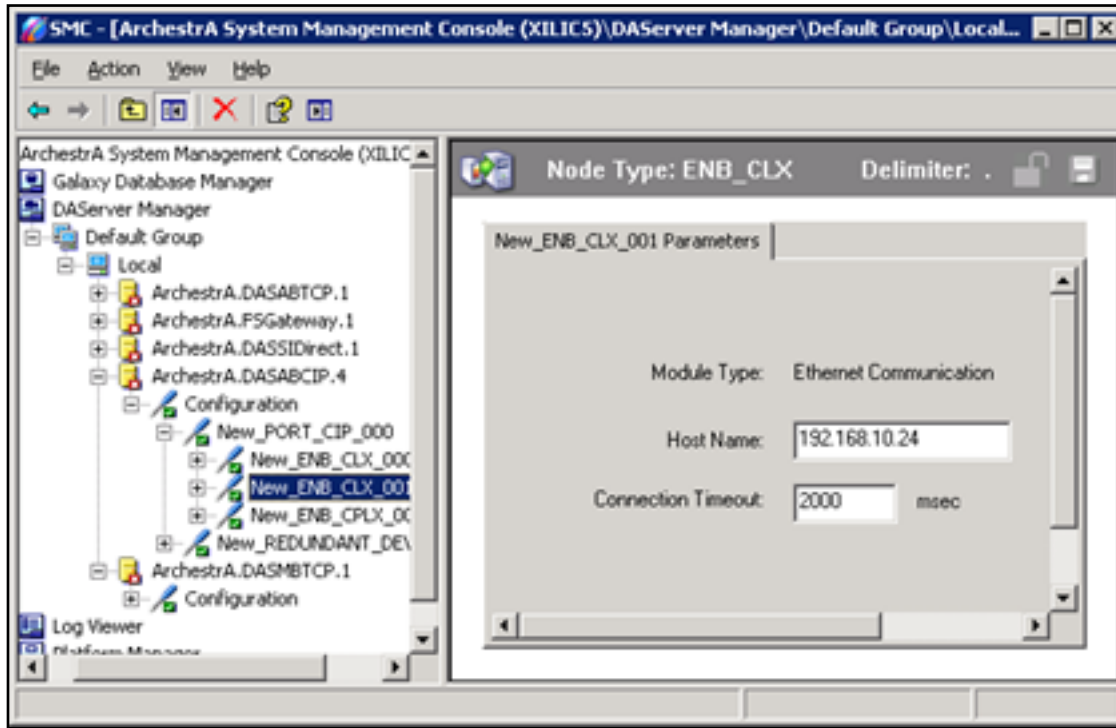 SMC - [ArchestrA System Management Console (XILIC5)\DAServer Manager\Default Group\Local...
File Action View Help
ArchestrA System Management Console (XILIC
Galaxy Database Manager
DAServer Manager
Default Group
Local
ArchestrA.DASABTCP.1
ArchestrA.FSGateway.1
ArchestrA.DASSIDirect.1
ArchestrA.DASABCIP.4
Configuration
New_PORT_CIP_000
New_ENB_CLX_000
New_ENB_CLX_001
New_ENB_CPLX_00
New_REDUNDANT_DEV
ArchestrA.DASMBTCP.1
Configuration
Log Viewer
Platform Manager
Node Type: ENB_CLX Delimiter: .
New_ENB_CLX_001 Parameters
Module Type: Ethernet Communication
Host Name: 192.168.10.24
Connection Timeout: 2000 msec